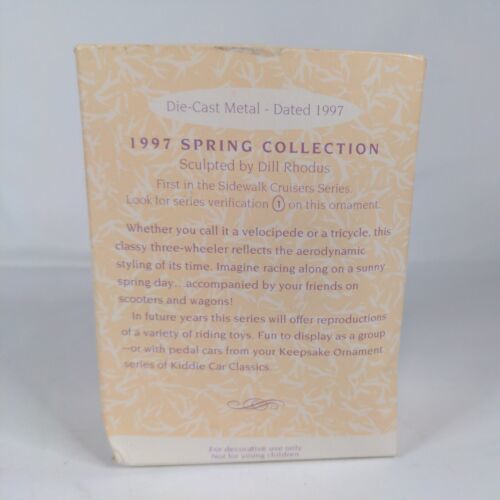 Die-Cast Metal - Dated 1997
1997 SPRING COLLECTION
Sculpted by Dill Rhodus
First in the Sidewalk Cruisers Series.
Look for series verification 1 on this ornament.
Whether you call it a velocipede or a tricycle, this
classy three-wheeler reflects the aerodynamic
styling of its time. Imagine racing along on a sunny
spring day...accompanied by your friends on
scooters and wagons!
In future years this series will offer reproductions
of a variety of riding toys. Fun to display as a group
—or with pedal cars from your Keepsake Ornament
series of Kiddie Car Classics.
For decorative use only
Not for young children